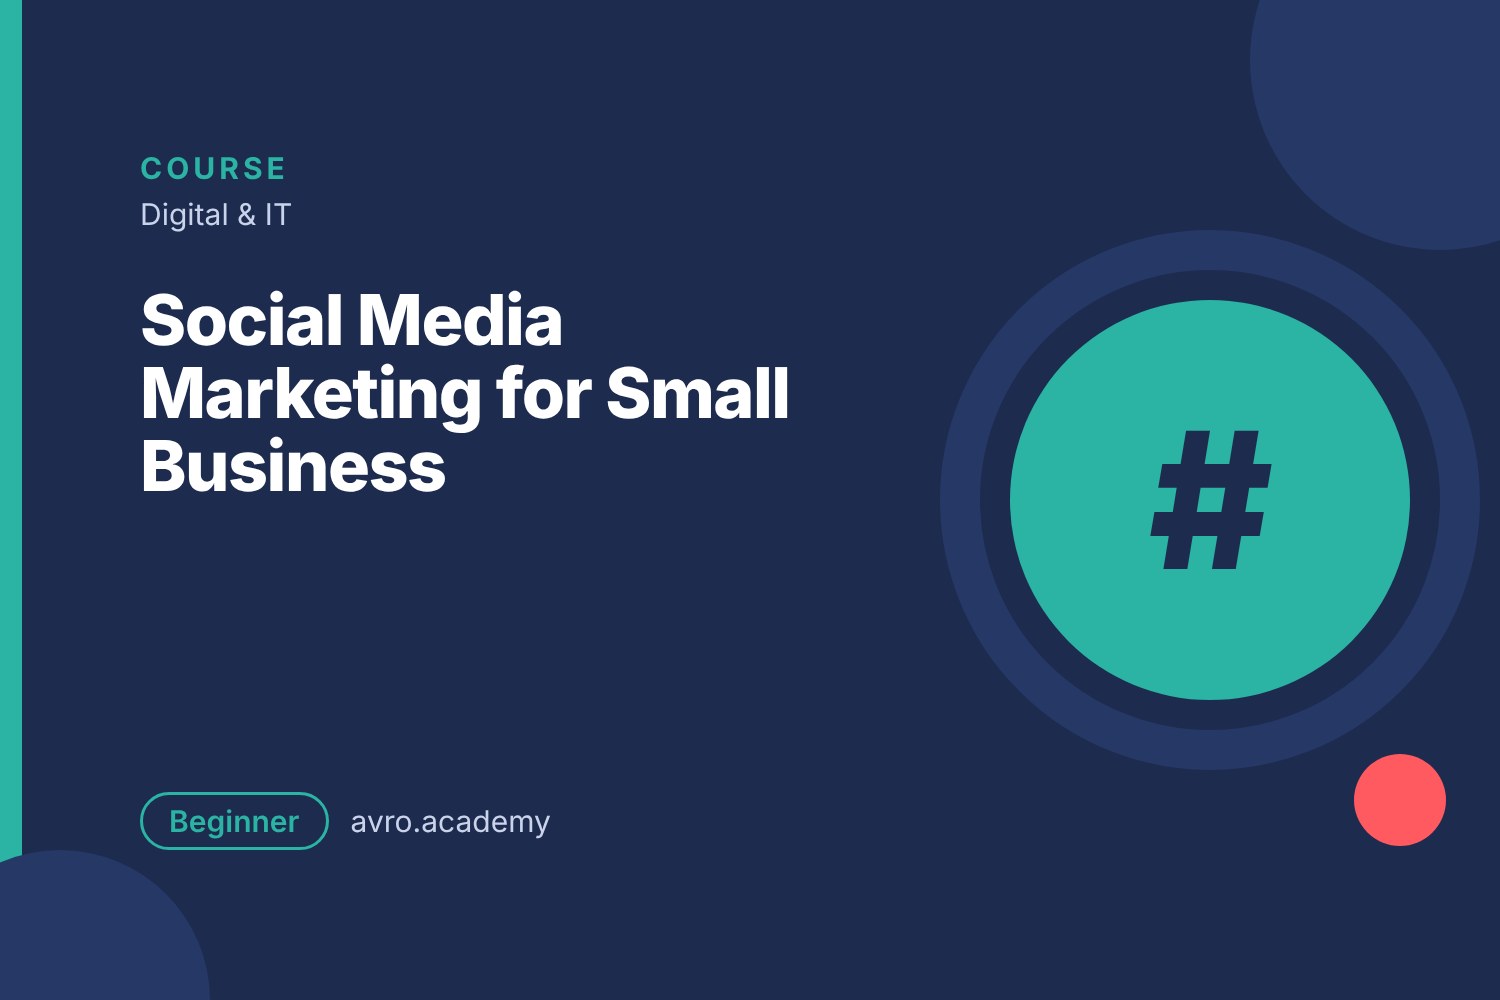 COURSE
Digital & IT
Social Media
Marketing for Small
Business
#
Beginner
avro.academy